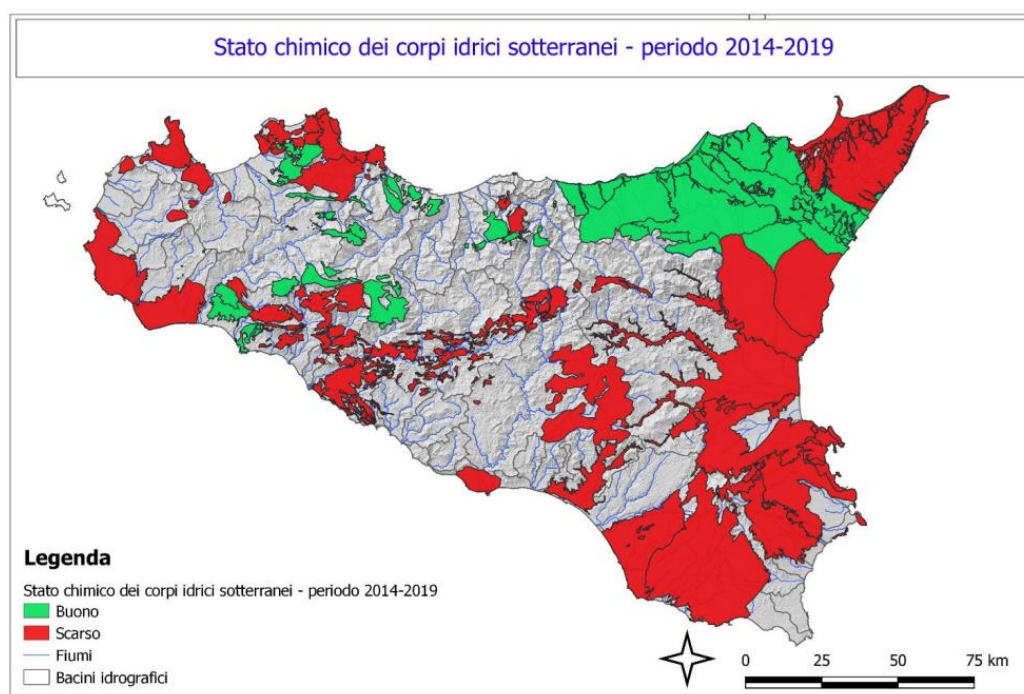 Stato chimico dei corpi idrici sotterranei - periodo 2014-2019
Legenda
Stato chimico dei corpi idrici sotterranei - periodo 2014-2019
Buono
Scarso
Fiumi
Bacini idrografici
0 25 50 75 km